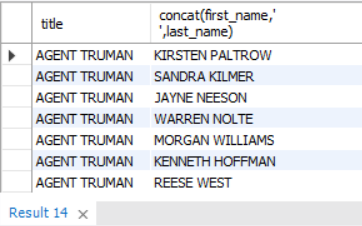 title concat(first_name,'
',last_name)
AGENT TRUMAN KIRSTEN PALTROW
AGENT TRUMAN SANDRA KILMER
AGENT TRUMAN JAYNE NEESON
AGENT TRUMAN WARREN NOLTE
AGENT TRUMAN MORGAN WILLIAMS
AGENT TRUMAN KENNETH HOFFMAN
AGENT TRUMAN REESE WEST
Result 14 ×